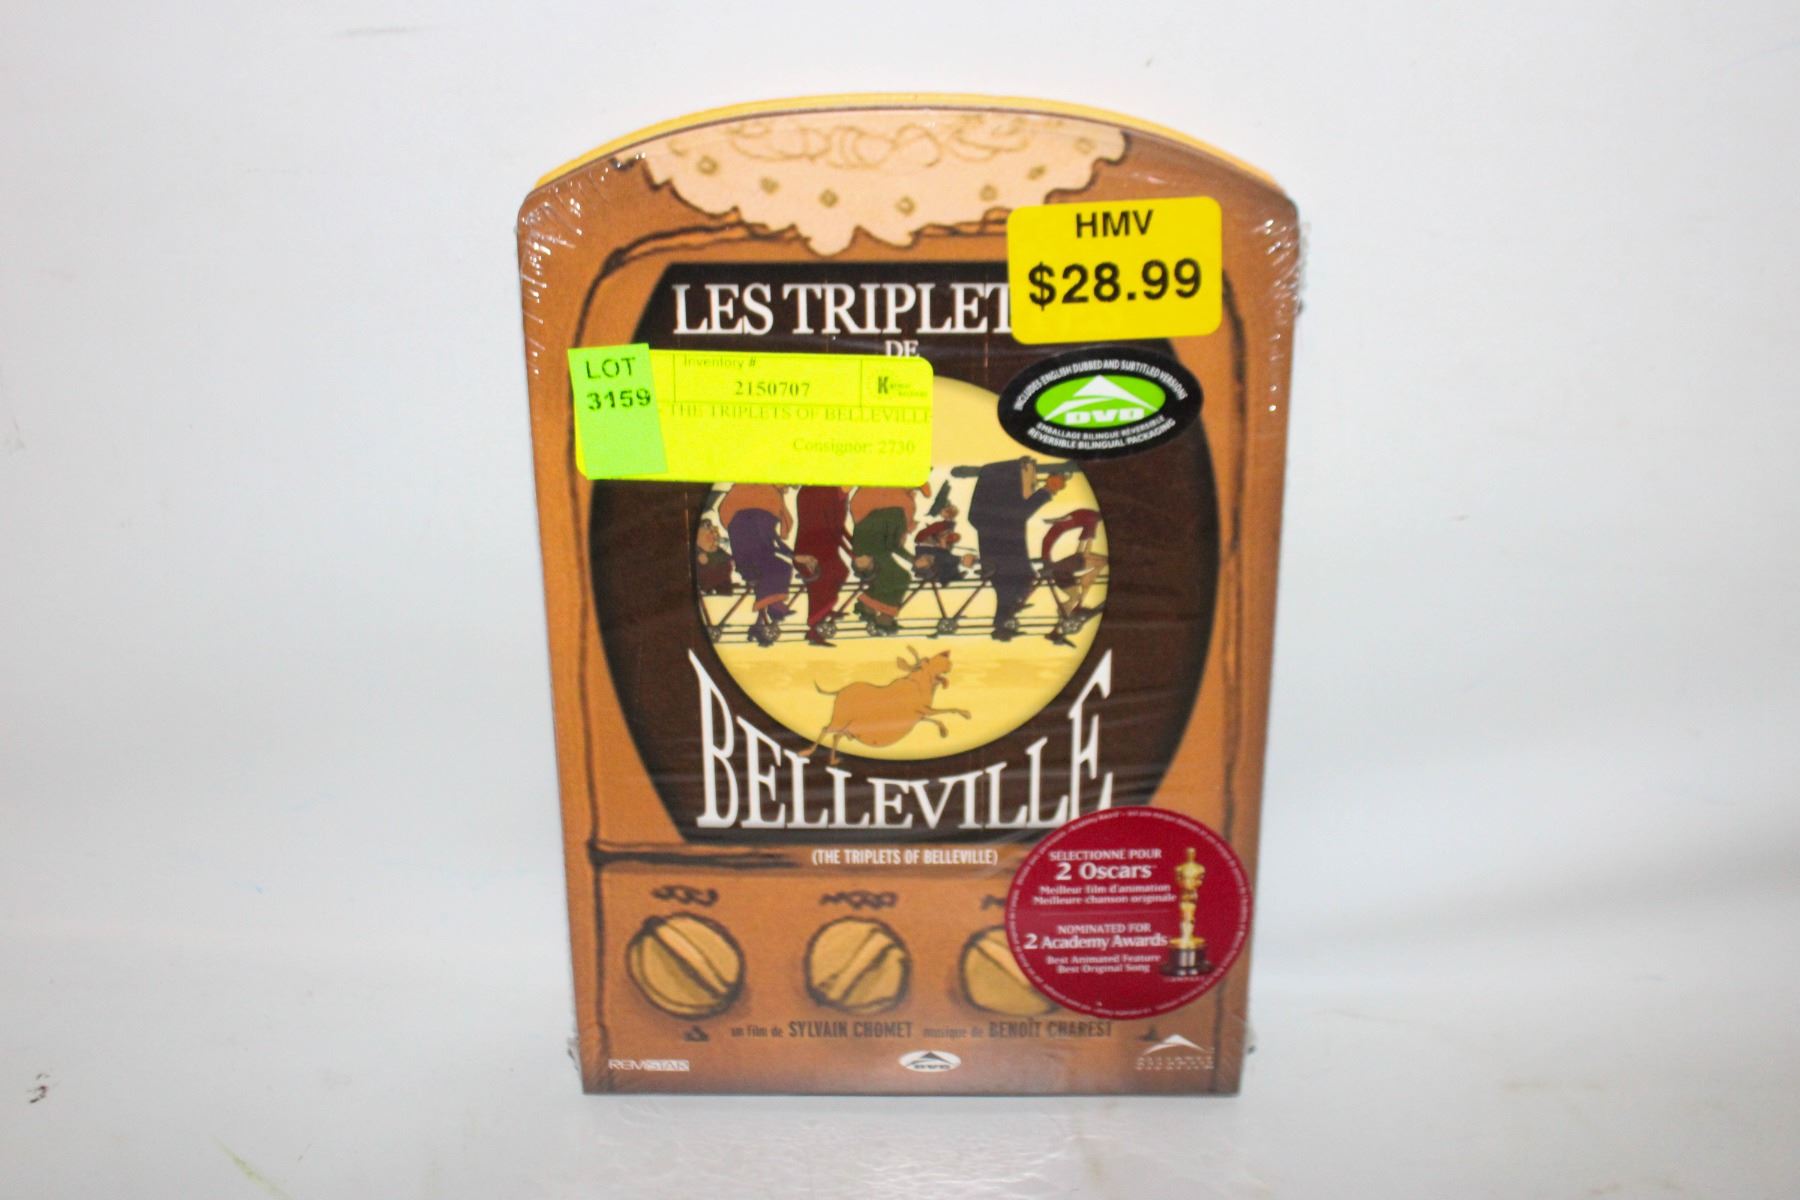 HMV
$28.99
LES TRIPLET
DE
INCLUDES ENGLISH DUBBED AND SUBTITLED VERSIONS
DVD
EMBALLAGE BILINGUE RÉVERSIBLE
REVERSIBLE BILINGUAL PACKAGING
LOT
3159
Inventory #
2150707
THE TRIPLETS OF BELLEVILLE
Consignor: 2730
BELLEVILLE
(THE TRIPLETS OF BELLEVILLE)
SÉLECTIONNÉ POUR
2 Oscars
Meilleur film d'animation
Meilleure chanson originale
NOMINATED FOR
2 Academy Awards
Best Animated Feature
Best Original Song
un film de SYLVAIN CHOMET musique de BENOÎT CHAREST
REMSTAR
DVD